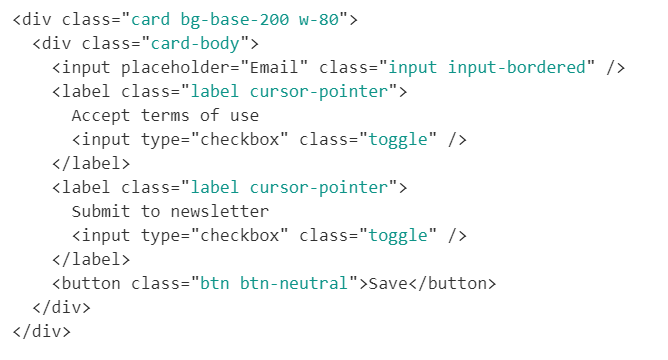 <div class="card bg-base-200 w-80">
  <div class="card-body">
    <input placeholder="Email" class="input input-bordered" />
    <label class="label cursor-pointer">
      Accept terms of use
      <input type="checkbox" class="toggle" />
    </label>
    <label class="label cursor-pointer">
      Submit to newsletter
      <input type="checkbox" class="toggle" />
    </label>
    <button class="btn btn-neutral">Save</button>
  </div>
</div>